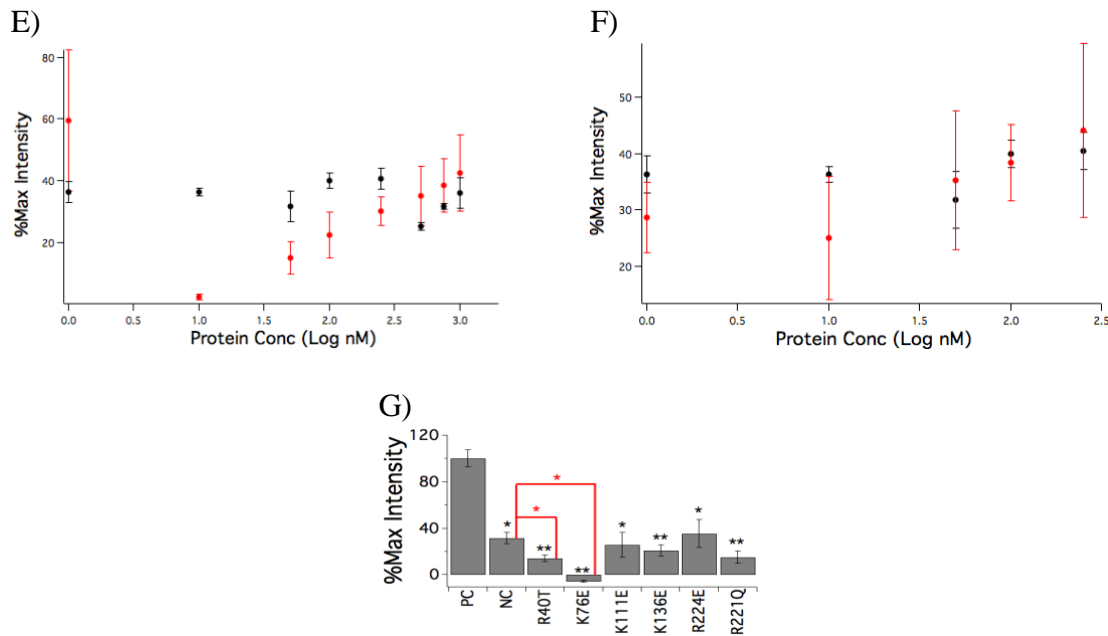 E)
F)
80
60
40
20
%Max Intensity
0.0 0.5 1.0 1.5 2.0 2.5 3.0
Protein Conc (Log nM)
50
40
30
20
%Max Intensity
0.0 0.5 1.0 1.5 2.0 2.5
Protein Conc (Log nM)
G)
120
80
40
0
%Max Intensity
* ** ** * ** * **
* *
PC NC R40T K76E K111E K136E R224E R221Q